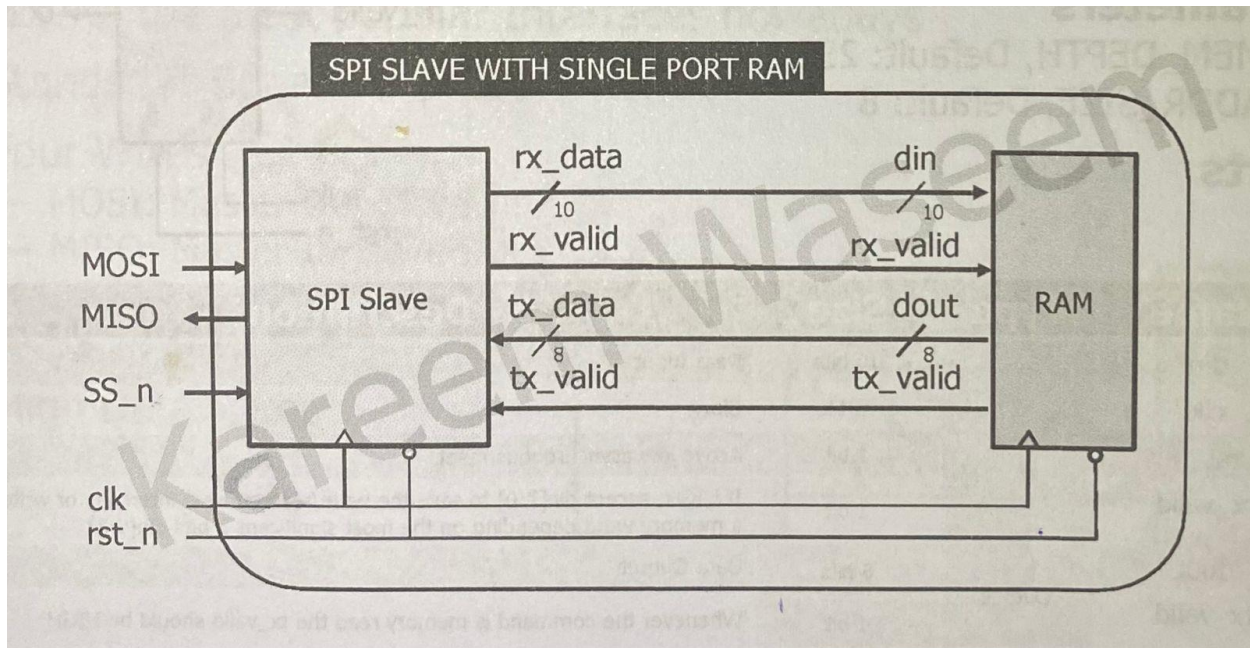 SPI SLAVE WITH SINGLE PORT RAM
rx_data
din
10
10
rx_valid
rx_valid
MOSI
SPI Slave
RAM
MISO
tx_data
dout
8
8
SS_n
tx_valid
tx_valid
clk
rst_n
Kareem Waseem